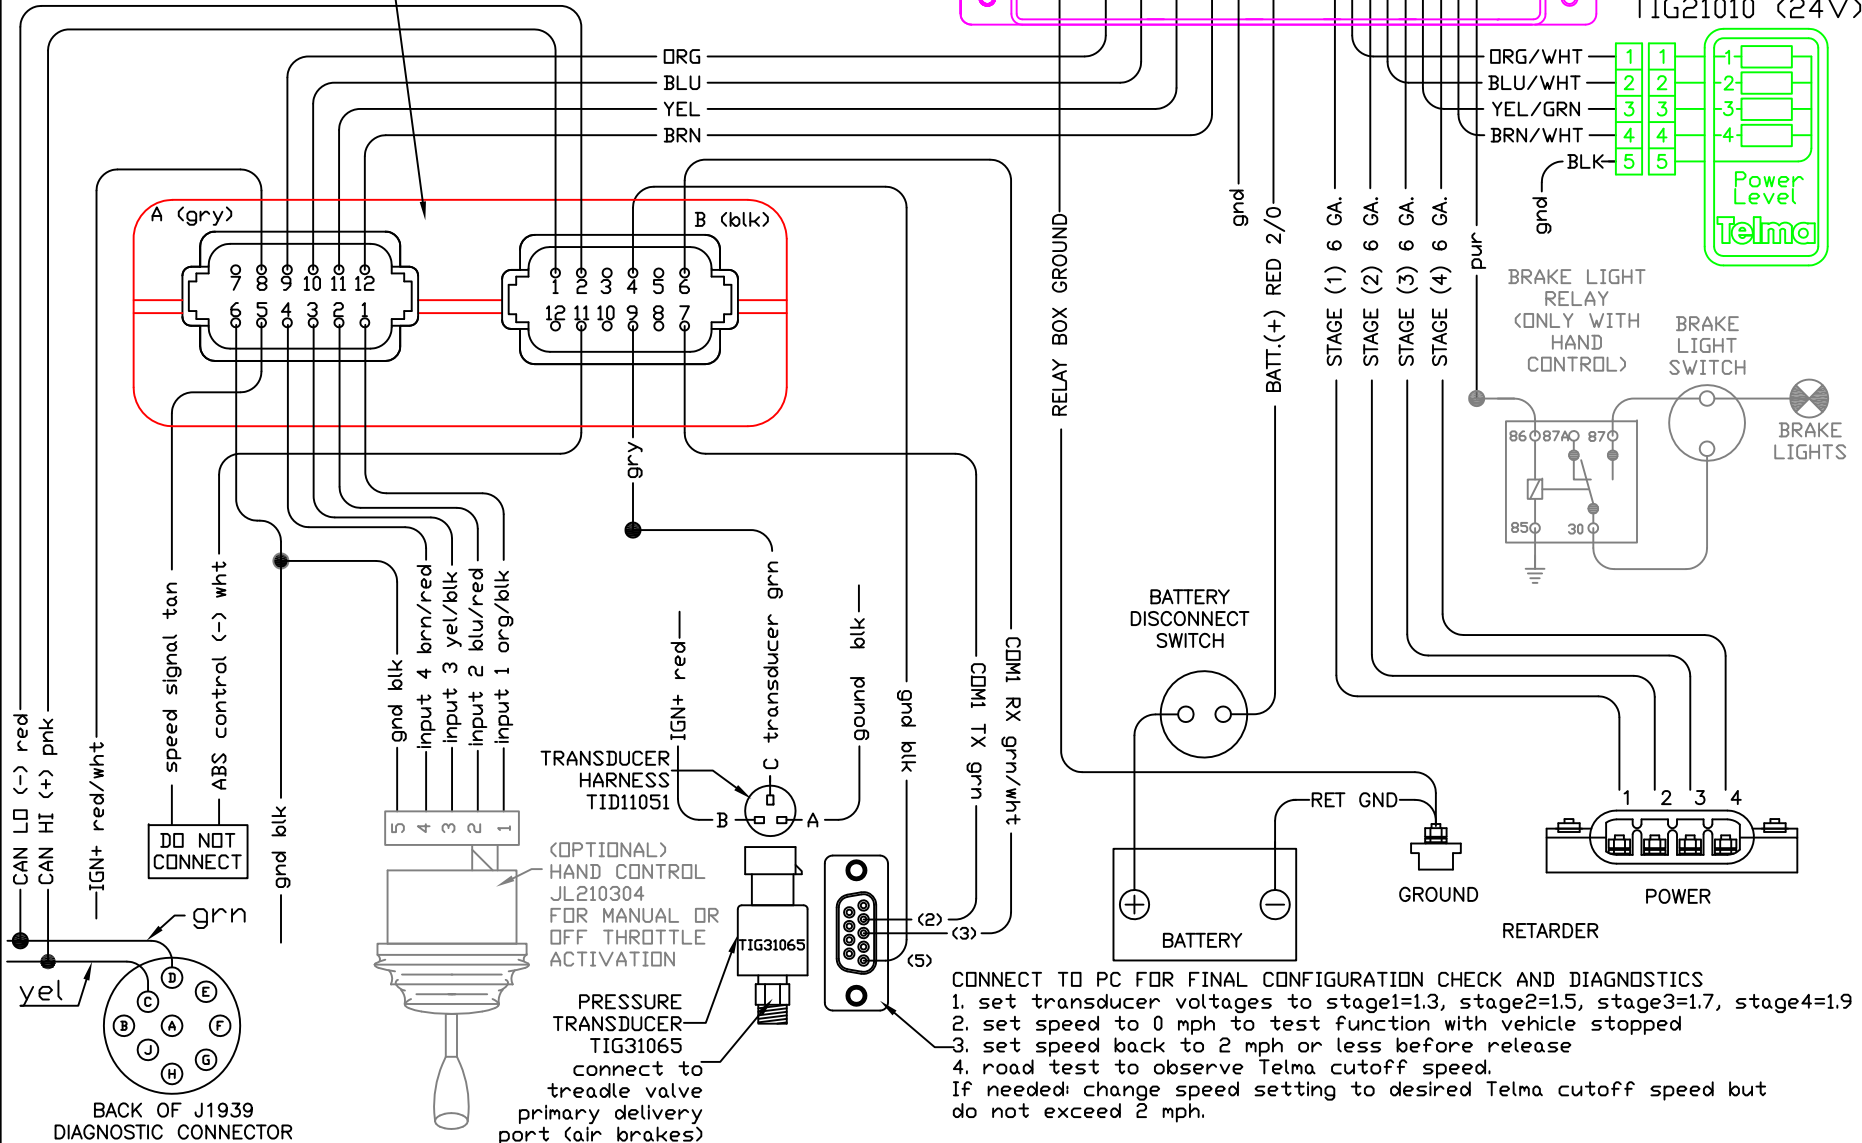 TIG21010 (24V)
ORG
BLU
YEL
BRN
ORG/WHT
BLU/WHT
YEL/GRN
BRN/WHT
BLK
1 1
2 2
3 3
4 4
5 5
1
2
3
4
Power
Level
Telma
gnd
A (gry)
B (blk)
7 8 9 10 11 12
6 5 4 3 2 1
1 2 3 4 5 6
12 11 10 9 8 7
RELAY BOX GROUND
gnd
BATT.(+) RED 2/0
STAGE (1) 6 GA.
STAGE (2) 6 GA.
STAGE (3) 6 GA.
STAGE (4) 6 GA.
pur
BRAKE LIGHT
RELAY
(ONLY WITH
HAND
CONTROL)
BRAKE
LIGHT
SWITCH
BRAKE
LIGHTS
86 87A 87
85 30
gry
CAN LO (-) red
CAN HI (+) pnk
IGN+ red/wht
speed signal tan
ABS control (-) wht
gnd blk
DO NOT
CONNECT
gnd blk
input 4 brn/red
input 3 yel/blk
input 2 blu/red
input 1 org/blk
5 4 3 2 1
(OPTIONAL)
HAND CONTROL
JL210304
FOR MANUAL OR
OFF THROTTLE
ACTIVATION
IGN+ red
C transducer grn
gound blk
gnd blk
COM1 TX grn
COM1 RX grn/wht
TRANSDUCER
HARNESS
TID11051
B
A
TIG31065
PRESSURE
TRANSDUCER
TIG31065
connect to
treadle valve
primary delivery
port (air brakes)
(2)
(3)
(5)
BATTERY
DISCONNECT
SWITCH
RET GND
+
-
BATTERY
GROUND
1 2 3 4
POWER
RETARDER
grn
yel
D
C E
B A F
J G
H
BACK OF J1939
DIAGNOSTIC CONNECTOR
CONNECT TO PC FOR FINAL CONFIGURATION CHECK AND DIAGNOSTICS
1. set transducer voltages to stage1=1.3, stage2=1.5, stage3=1.7, stage4=1.9
2. set speed to 0 mph to test function with vehicle stopped
3. set speed back to 2 mph or less before release
4. road test to observe Telma cutoff speed.
If needed: change speed setting to desired Telma cutoff speed but
do not exceed 2 mph.